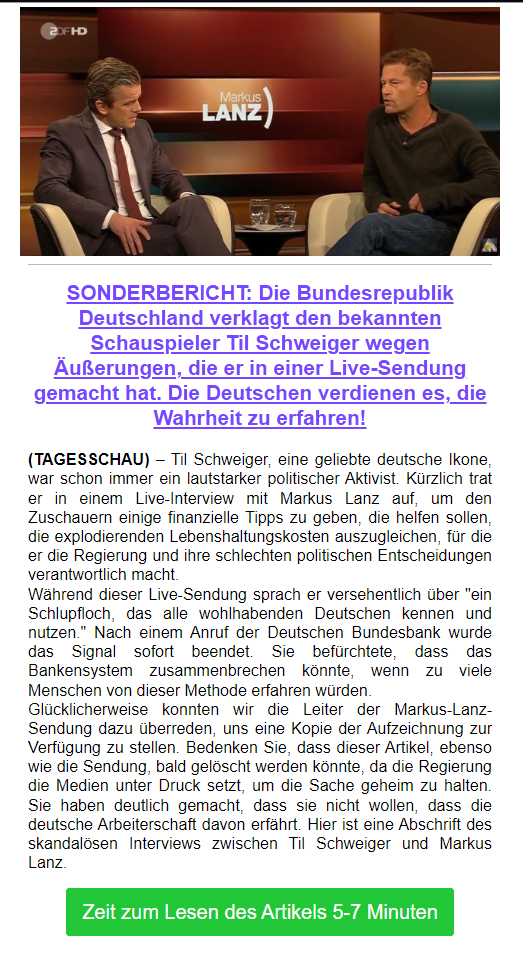 ZDF HD
Markus
LANZ
SONDERBERICHT: Die Bundesrepublik
Deutschland verklagt den bekannten
Schauspieler Til Schweiger wegen
Äußerungen, die er in einer Live-Sendung
gemacht hat. Die Deutschen verdienen es, die
Wahrheit zu erfahren!
(TAGESSCHAU) – Til Schweiger, eine geliebte deutsche Ikone,
war schon immer ein lautstarker politischer Aktivist. Kürzlich trat
er in einem Live-Interview mit Markus Lanz auf, um den
Zuschauern einige finanzielle Tipps zu geben, die helfen sollen,
die explodierenden Lebenshaltungskosten auszugleichen, für die
er die Regierung und ihre schlechten politischen Entscheidungen
verantwortlich macht.
Während dieser Live-Sendung sprach er versehentlich über "ein
Schlupfloch, das alle wohlhabenden Deutschen kennen und
nutzen." Nach einem Anruf der Deutschen Bundesbank wurde
das Signal sofort beendet. Sie befürchtete, dass das
Bankensystem zusammenbrechen könnte, wenn zu viele
Menschen von dieser Methode erfahren würden.
Glücklicherweise konnten wir die Leiter der Markus-Lanz-
Sendung dazu überreden, uns eine Kopie der Aufzeichnung zur
Verfügung zu stellen. Bedenken Sie, dass dieser Artikel, ebenso
wie die Sendung, bald gelöscht werden könnte, da die Regierung
die Medien unter Druck setzt, um die Sache geheim zu halten.
Sie haben deutlich gemacht, dass sie nicht wollen, dass die
deutsche Arbeiterschaft davon erfährt. Hier ist eine Abschrift des
skandalösen Interviews zwischen Til Schweiger und Markus
Lanz.
Zeit zum Lesen des Artikels 5-7 Minuten